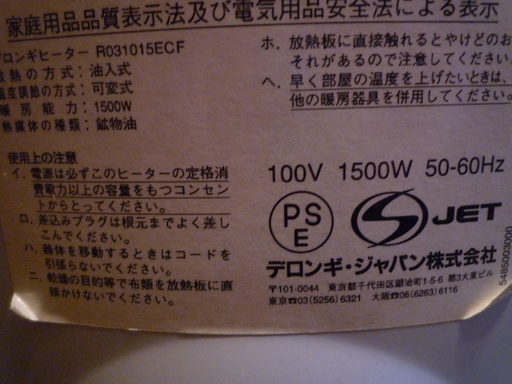 家庭用品品質表示法及び電気用品安全法による表示
デロンギヒーター R031015ECF
放熱の方式:油入式
温度調節の方式:可変式
暖房能力:1500W
熱媒体の種類:鉱物油
使用上の注意
イ.電源は必ずこのヒーターの定格消
費電力以上の容量をもつコンセン
トからとってください。
ロ.差込みプラグは根元までよく差し
こんでください。
ハ.器体を移動するときはコードを
引張らないでください。
ニ.乾燥の目的等で布類を放熱板に直
接かけないでください。
ホ.放熱板に直接触れるとやけどのお
それがあるので注意してください
ヘ.早く部屋の温度を上げたいときは、
他の暖房器具を併用してください。
100V 1500W 50-60Hz
PS
E
JET
デロンギ・ジャパン株式会社
〒101-0044 東京都千代田区鍛冶町1-5-6 第3大東ビル
東京☎03(5256)6321 大阪☎06(6263)6116
5485003000